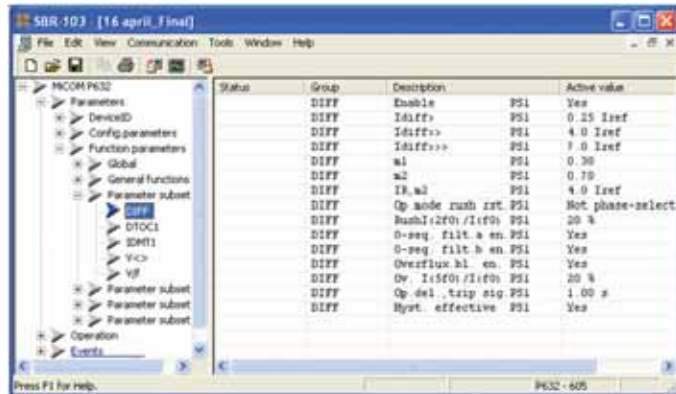 SBR-103 - [16 april_Final]
File Edit View Communication Tools Window Help
MiCOM P632
Parameters
DeviceID
Config.parameters
Function parameters
Global
General functions
Parameter subset
DIFF
DTOC1
IDMT1
V<>
V/f
Parameter subset
Parameter subset
Parameter subset
Operation
Events
Status Group Description Active value
DIFF Enable PS1 Yes
DIFF Idiff> PS1 0.25 Iref
DIFF Idiff>> PS1 4.0 Iref
DIFF Idiff>>> PS1 7.0 Iref
DIFF m1 PS1 0.30
DIFF m2 PS1 0.70
DIFF IR,m2 PS1 4.0 Iref
DIFF Op.mode rush rst.PS1 Not phase-select
DIFF RushI(2f0)/I(f0) PS1 20 %
DIFF 0-seq. filt.a en.PS1 Yes
DIFF 0-seq. filt.b en.PS1 Yes
DIFF Overflux.bl. en. PS1 Yes
DIFF Ov. I(5f0)/I(f0) PS1 20 %
DIFF Op.del.,trip sig.PS1 1.00 s
DIFF Hyst. effective PS1 Yes
Press F1 for Help.
P632 - 605